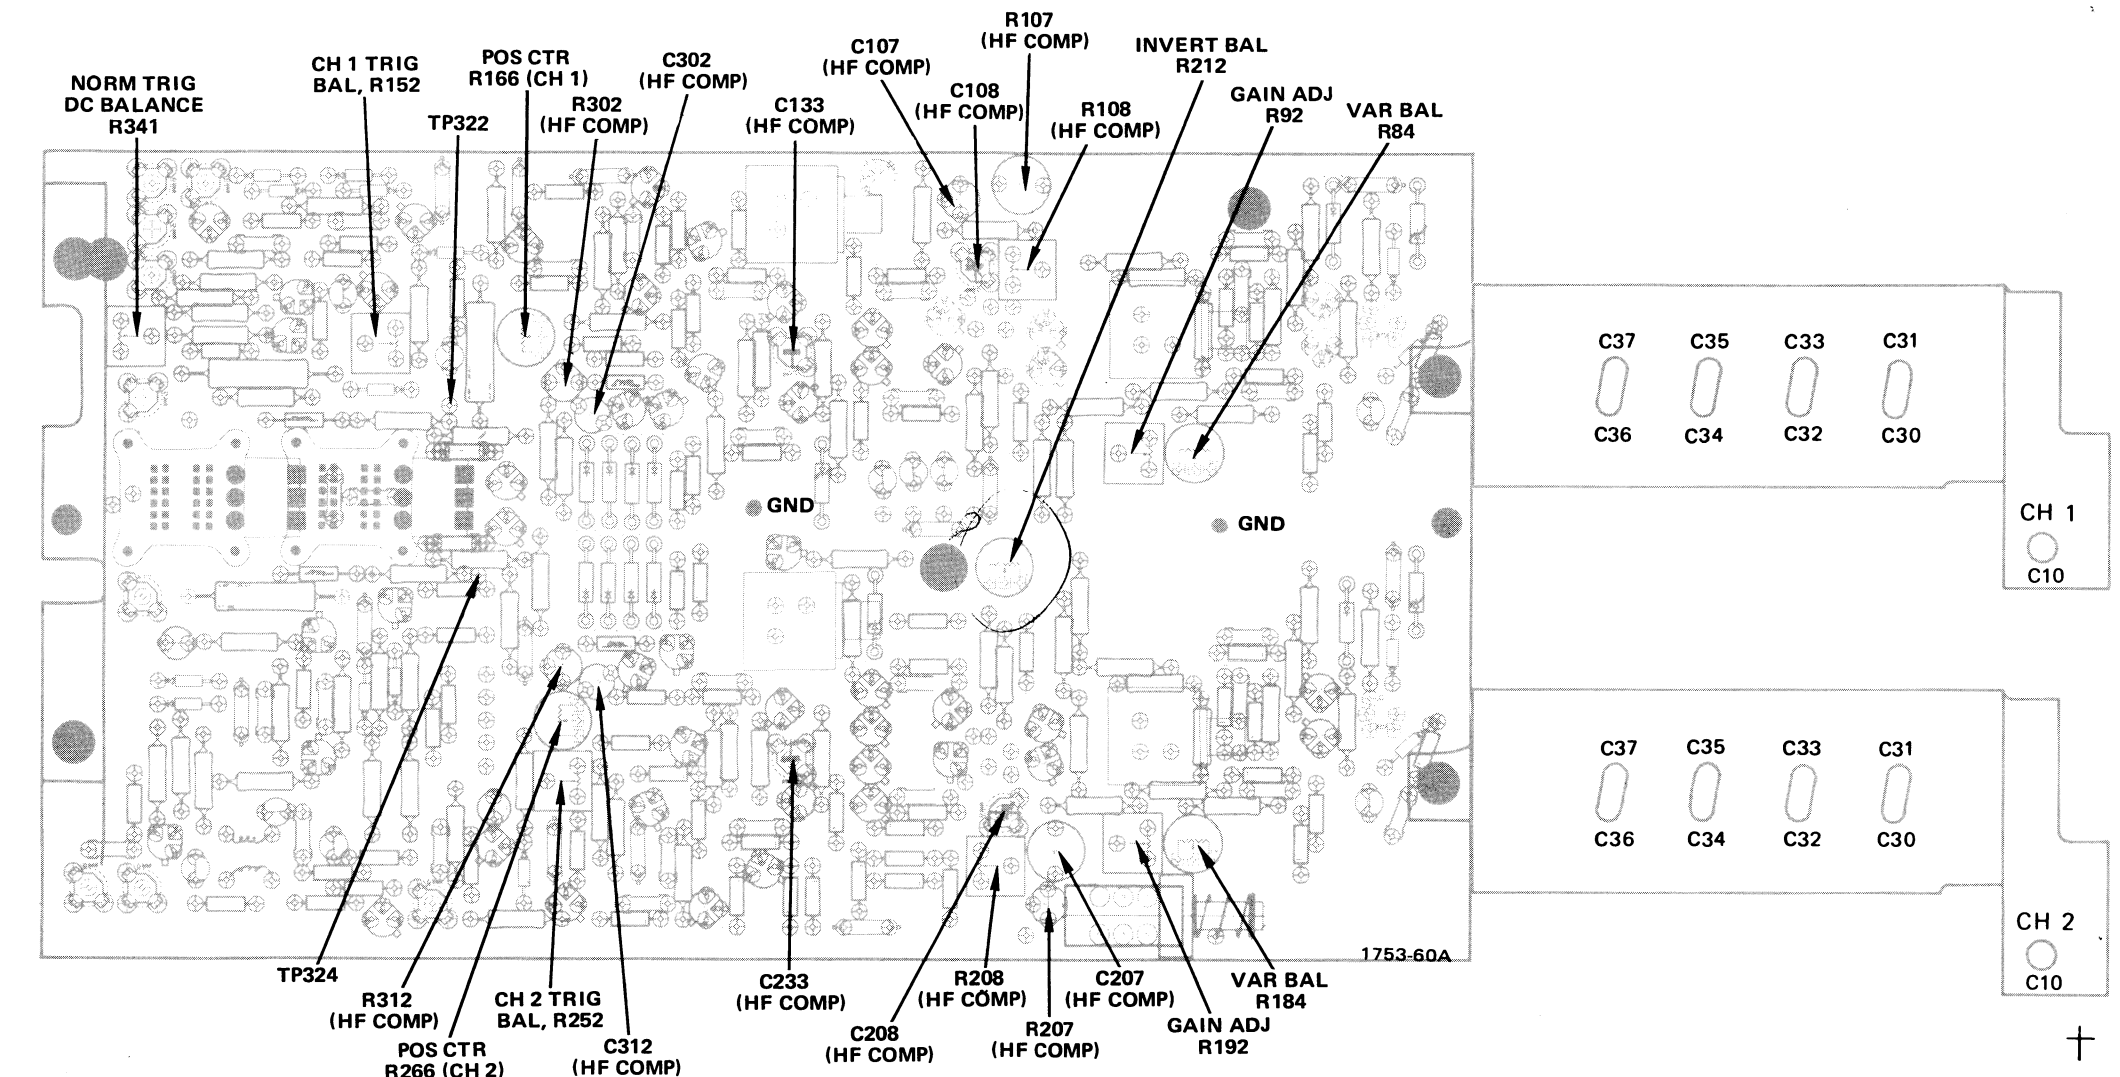 R107
(HF COMP)
C107
(HF COMP)
INVERT BAL
R212
POS CTR
R166 (CH 1)
C302
(HF COMP)
CH 1 TRIG
BAL, R152
NORM TRIG
DC BALANCE
R341
R302
(HF COMP)
C133
(HF COMP)
C108
(HF COMP)
R108
(HF COMP)
GAIN ADJ
R92
VAR BAL
R84
TP322
C37
C35
C33
C31
C36
C34
C32
C30
GND
GND
CH 1
C10
C37
C35
C33
C31
C36
C34
C32
C30
CH 2
C10
1753-60A
TP324
R312
(HF COMP)
POS CTR
R266 (CH 2)
CH 2 TRIG
BAL, R252
C312
(HF COMP)
C233
(HF COMP)
C208
(HF COMP)
R208
(HF COMP)
R207
(HF COMP)
C207
(HF COMP)
GAIN ADJ
R192
VAR BAL
R184